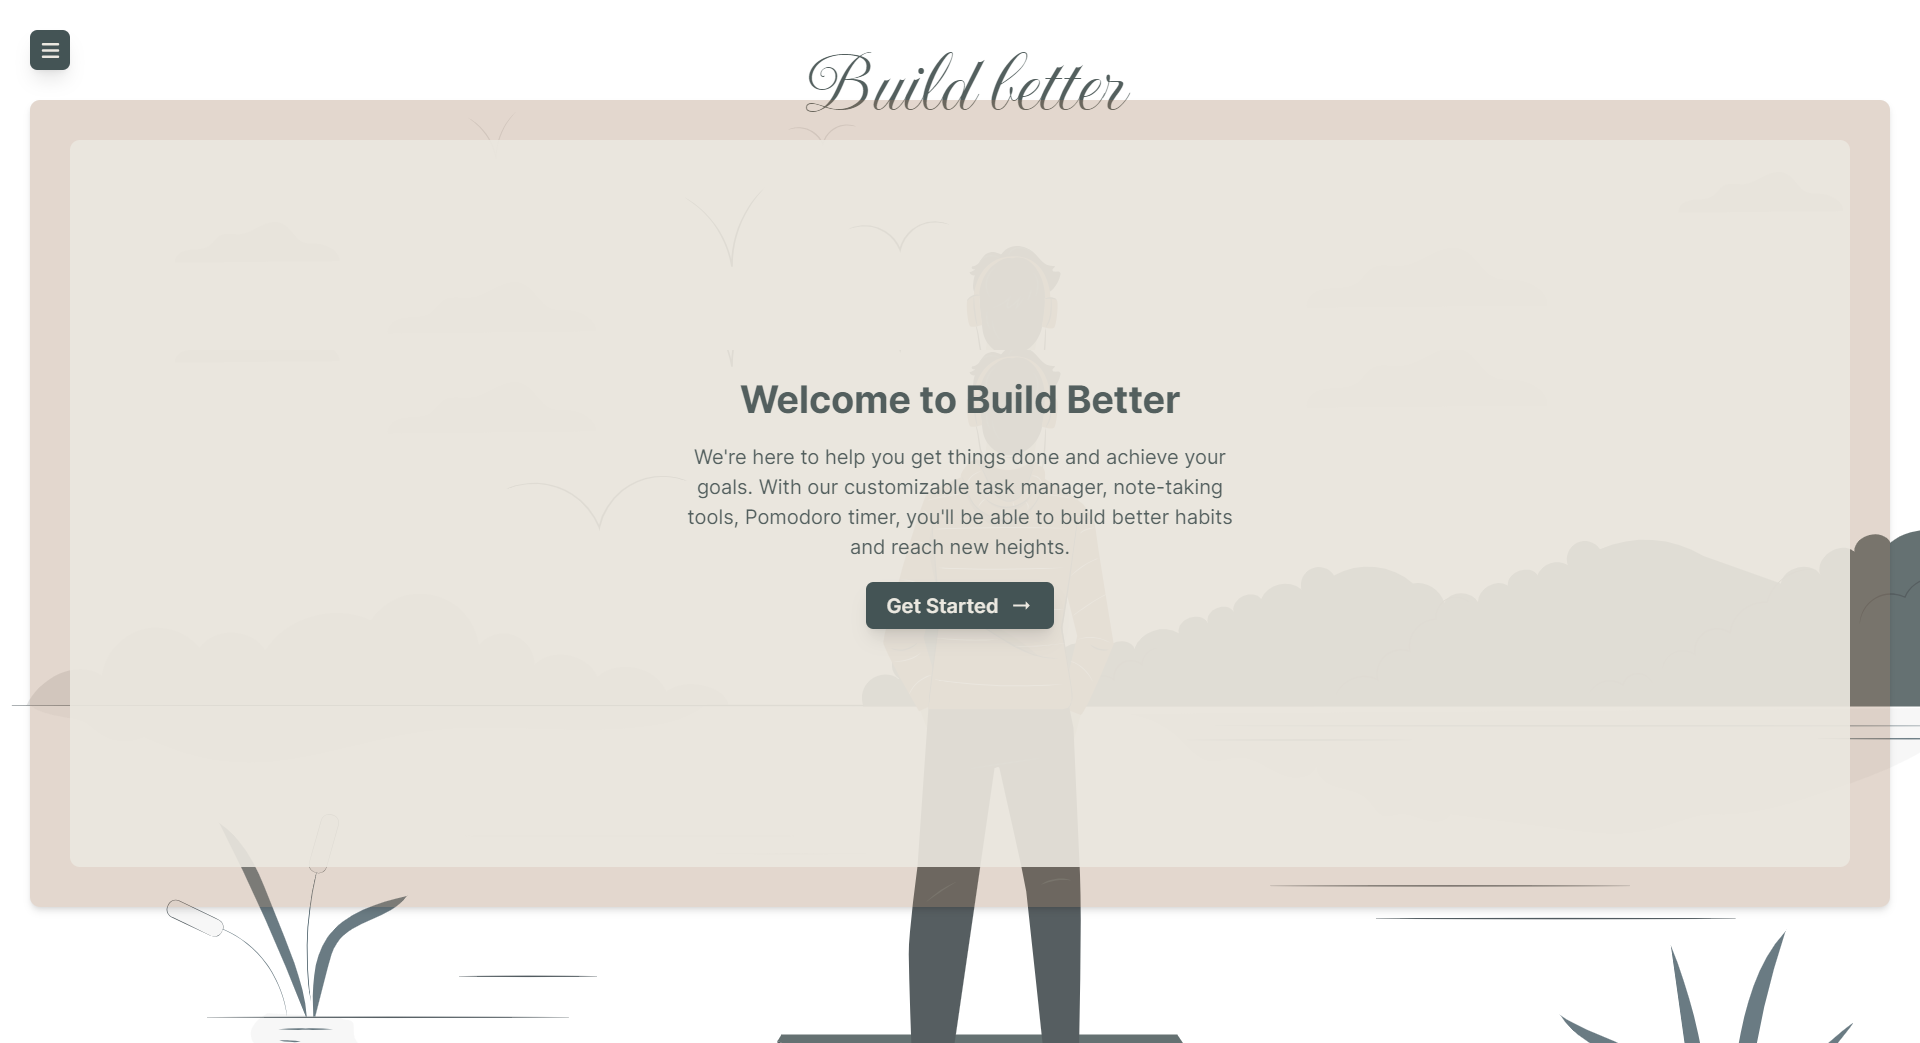 Build better
Welcome to Build Better
We're here to help you get things done and achieve your
goals. With our customizable task manager, note-taking
tools, Pomodoro timer, you'll be able to build better habits
and reach new heights.
Get Started →